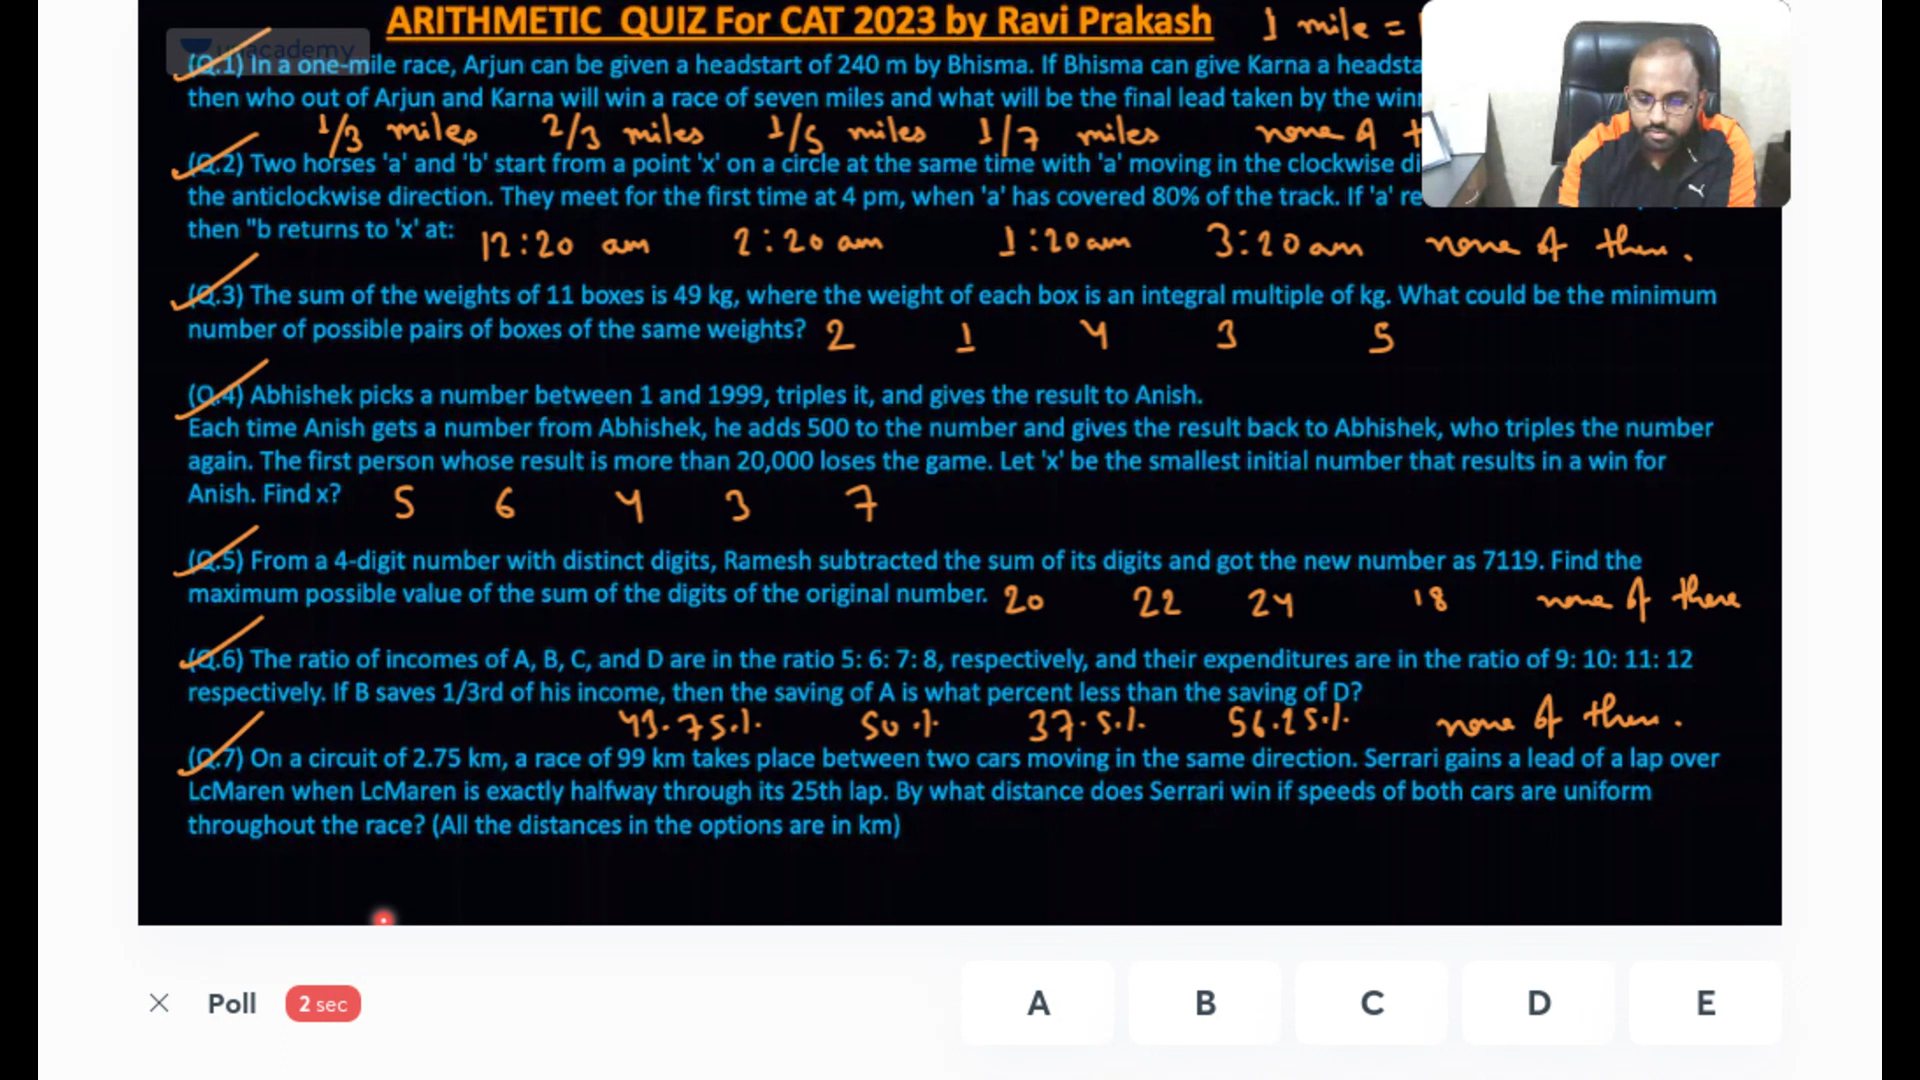 ARITHMETIC QUIZ For CAT 2023 by Ravi Prakash 1 mile =
unacademy
(Q.1) In a one-mile race, Arjun can be given a headstart of 240 m by Bhisma. If Bhisma can give Karna a headsta
then who out of Arjun and Karna will win a race of seven miles and what will be the final lead taken by the win
1/3 miles 2/3 miles 1/5 miles 1/7 miles none of t
(Q.2) Two horses 'a' and 'b' start from a point 'x' on a circle at the same time with 'a' moving in the clockwise di
the anticlockwise direction. They meet for the first time at 4 pm, when 'a' has covered 80% of the track. If 'a' re
then "b returns to 'x' at: 12:20 am 2:20 am 1:20 am 3:20 am none of them.
(Q.3) The sum of the weights of 11 boxes is 49 kg, where the weight of each box is an integral multiple of kg. What could be the minimum
number of possible pairs of boxes of the same weights? 2 1 4 3 5
(Q.4) Abhishek picks a number between 1 and 1999, triples it, and gives the result to Anish.
Each time Anish gets a number from Abhishek, he adds 500 to the number and gives the result back to Abhishek, who triples the number
again. The first person whose result is more than 20,000 loses the game. Let 'x' be the smallest initial number that results in a win for
Anish. Find x? 5 6 4 3 7
(Q.5) From a 4-digit number with distinct digits, Ramesh subtracted the sum of its digits and got the new number as 7119. Find the
maximum possible value of the sum of the digits of the original number. 20 22 24 18 none of these
(Q.6) The ratio of incomes of A, B, C, and D are in the ratio 5: 6: 7: 8, respectively, and their expenditures are in the ratio of 9: 10: 11: 12
respectively. If B saves 1/3rd of his income, then the saving of A is what percent less than the saving of D?
43.75% 50% 37.5% 56.25% none of them.
(Q.7) On a circuit of 2.75 km, a race of 99 km takes place between two cars moving in the same direction. Serrari gains a lead of a lap over
LcMaren when LcMaren is exactly halfway through its 25th lap. By what distance does Serrari win if speeds of both cars are uniform
throughout the race? (All the distances in the options are in km)
Poll 2 sec A B C D E